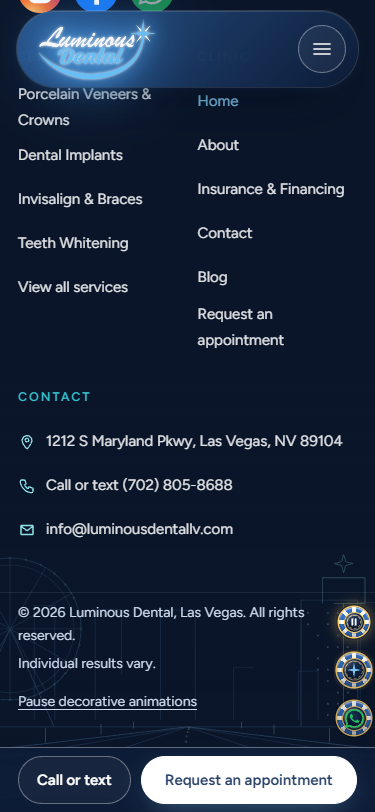 Luminous
Dental
Porcelain Veneers &
Crowns
Dental Implants
Invisalign & Braces
Teeth Whitening
View all services
Home
About
Insurance & Financing
Contact
Blog
Request an
appointment
CONTACT
1212 S Maryland Pkwy, Las Vegas, NV 89104
Call or text (702) 805-8688
info@luminousdentallv.com
© 2026 Luminous Dental, Las Vegas. All rights
reserved.
Individual results vary.
Pause decorative animations
Call or text
Request an appointment